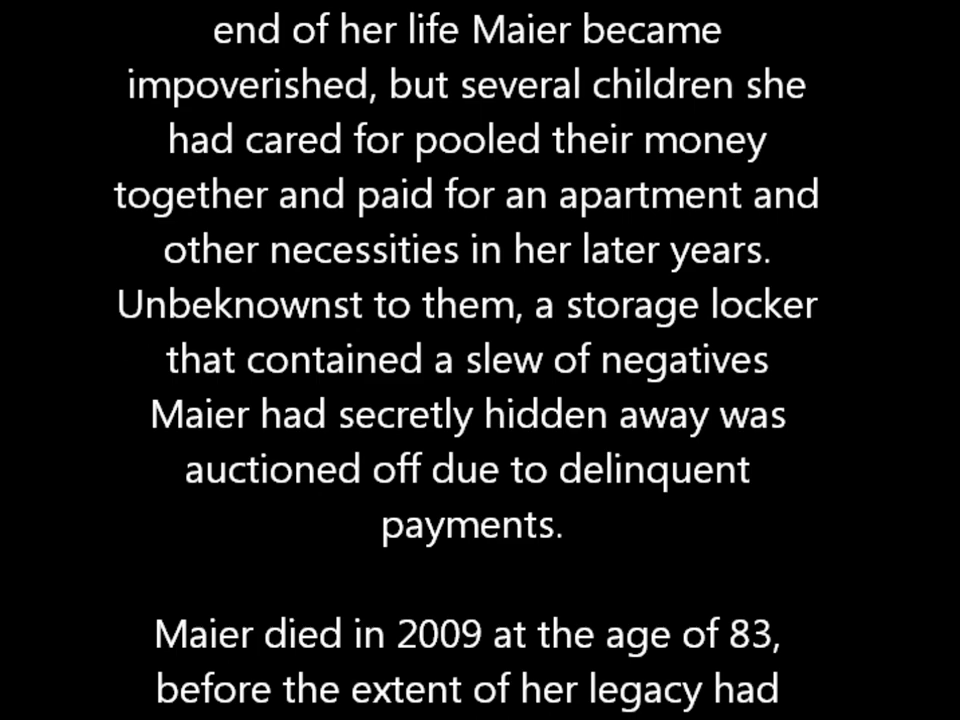 end of her life Maier became
impoverished, but several children she
had cared for pooled their money
together and paid for an apartment and
other necessities in her later years.
Unbeknownst to them, a storage locker
that contained a slew of negatives
Maier had secretly hidden away was
auctioned off due to delinquent
payments.
Maier died in 2009 at the age of 83,
before the extent of her legacy had